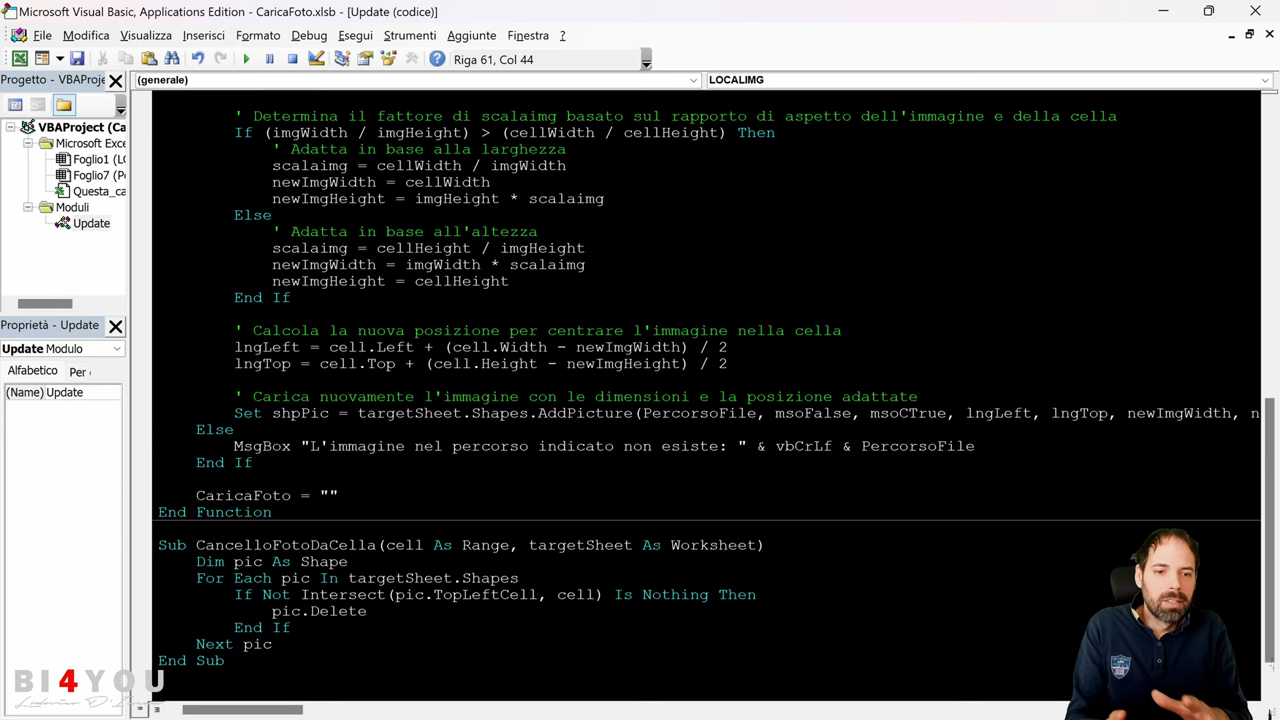 Microsoft Visual Basic, Applications Edition - CaricaFoto.xlsb - [Update (codice)]
File Modifica Visualizza Inserisci Formato Debug Esegui Strumenti Aggiunte Finestra ?
Riga 61, Col 44
Progetto - VBAProje
(generale) LOCALIMG
VBAProject (Ca
Microsoft Exce
Foglio1 (LO
Foglio7 (Pe
Questa_ca
Moduli
Update
Proprietà - Update
Update Modulo
Alfabetico Per
(Name) Update
' Determina il fattore di scalaimg basato sul rapporto di aspetto dell'immagine e della cella
If (imgWidth / imgHeight) > (cellWidth / cellHeight) Then
' Adatta in base alla larghezza
scalaimg = cellWidth / imgWidth
newImgWidth = cellWidth
newImgHeight = imgHeight * scalaimg
Else
' Adatta in base all'altezza
scalaimg = cellHeight / imgHeight
newImgWidth = imgWidth * scalaimg
newImgHeight = cellHeight
End If
' Calcola la nuova posizione per centrare l'immagine nella cella
lngLeft = cell.Left + (cell.Width - newImgWidth) / 2
lngTop = cell.Top + (cell.Height - newImgHeight) / 2
' Carica nuovamente l'immagine con le dimensioni e la posizione adattate
Set shpPic = targetSheet.Shapes.AddPicture(PercorsoFile, msoFalse, msoCTrue, lngLeft, lngTop, newImgWidth, n
Else
MsgBox "L'immagine nel percorso indicato non esiste: " & vbCrLf & PercorsoFile
End If
CaricaFoto = ""
End Function
Sub CancelloFotoDaCella(cell As Range, targetSheet As Worksheet)
Dim pic As Shape
For Each pic In targetSheet.Shapes
If Not Intersect(pic.TopLeftCell, cell) Is Nothing Then
pic.Delete
End If
Next pic
End Sub
BI4YOU